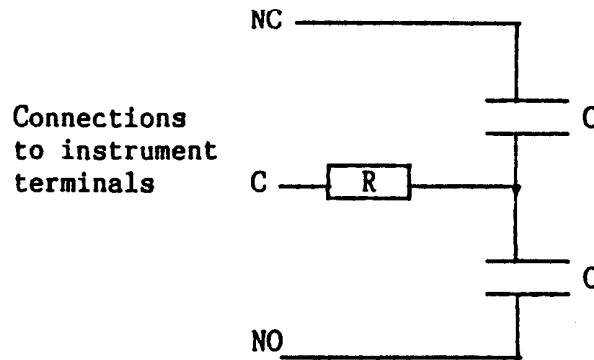 NC
Connections
to instrument
terminals
C
R
C
C
NO